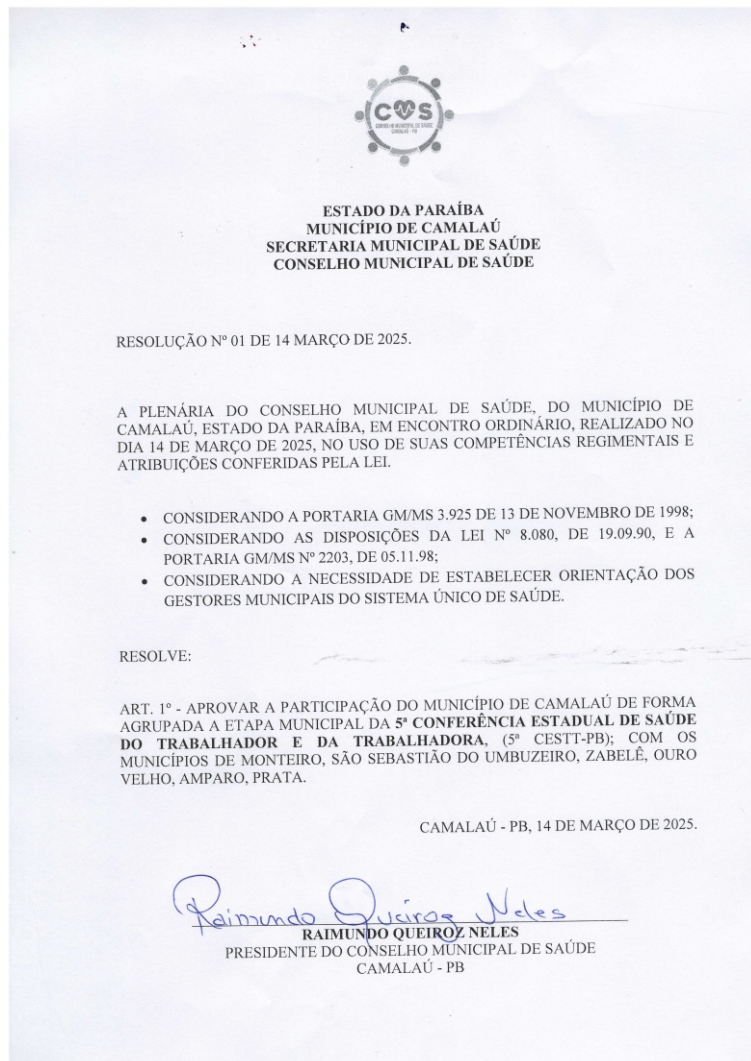 CMS
CONSELHO MUNICIPAL DE SAÚDE
CAMALAÚ - PB
ESTADO DA PARAÍBA
MUNICÍPIO DE CAMALAÚ
SECRETARIA MUNICIPAL DE SAÚDE
CONSELHO MUNICIPAL DE SAÚDE
RESOLUÇÃO Nº 01 DE 14 MARÇO DE 2025.
A PLENÁRIA DO CONSELHO MUNICIPAL DE SAÚDE, DO MUNICÍPIO DE
CAMALAÚ, ESTADO DA PARAÍBA, EM ENCONTRO ORDINÁRIO, REALIZADO NO
DIA 14 DE MARÇO DE 2025, NO USO DE SUAS COMPETÊNCIAS REGIMENTAIS E
ATRIBUIÇÕES CONFERIDAS PELA LEI.
• CONSIDERANDO A PORTARIA GM/MS 3.925 DE 13 DE NOVEMBRO DE 1998;
• CONSIDERANDO AS DISPOSIÇÕES DA LEI Nº 8.080, DE 19.09.90, E A
PORTARIA GM/MS Nº 2203, DE 05.11.98;
• CONSIDERANDO A NECESSIDADE DE ESTABELECER ORIENTAÇÃO DOS
GESTORES MUNICIPAIS DO SISTEMA ÚNICO DE SAÚDE.
RESOLVE:
ART. 1º - APROVAR A PARTICIPAÇÃO DO MUNICÍPIO DE CAMALAÚ DE FORMA
AGRUPADA A ETAPA MUNICIPAL DA 5ª CONFERÊNCIA ESTADUAL DE SAÚDE
DO TRABALHADOR E DA TRABALHADORA, (5ª CESTT-PB); COM OS
MUNICÍPIOS DE MONTEIRO, SÃO SEBASTIÃO DO UMBUZEIRO, ZABELÊ, OURO
VELHO, AMPARO, PRATA.
CAMALAÚ - PB, 14 DE MARÇO DE 2025.
Raimundo Queiroz Neles
RAIMUNDO QUEIROZ NELES
PRESIDENTE DO CONSELHO MUNICIPAL DE SAÚDE
CAMALAÚ - PB